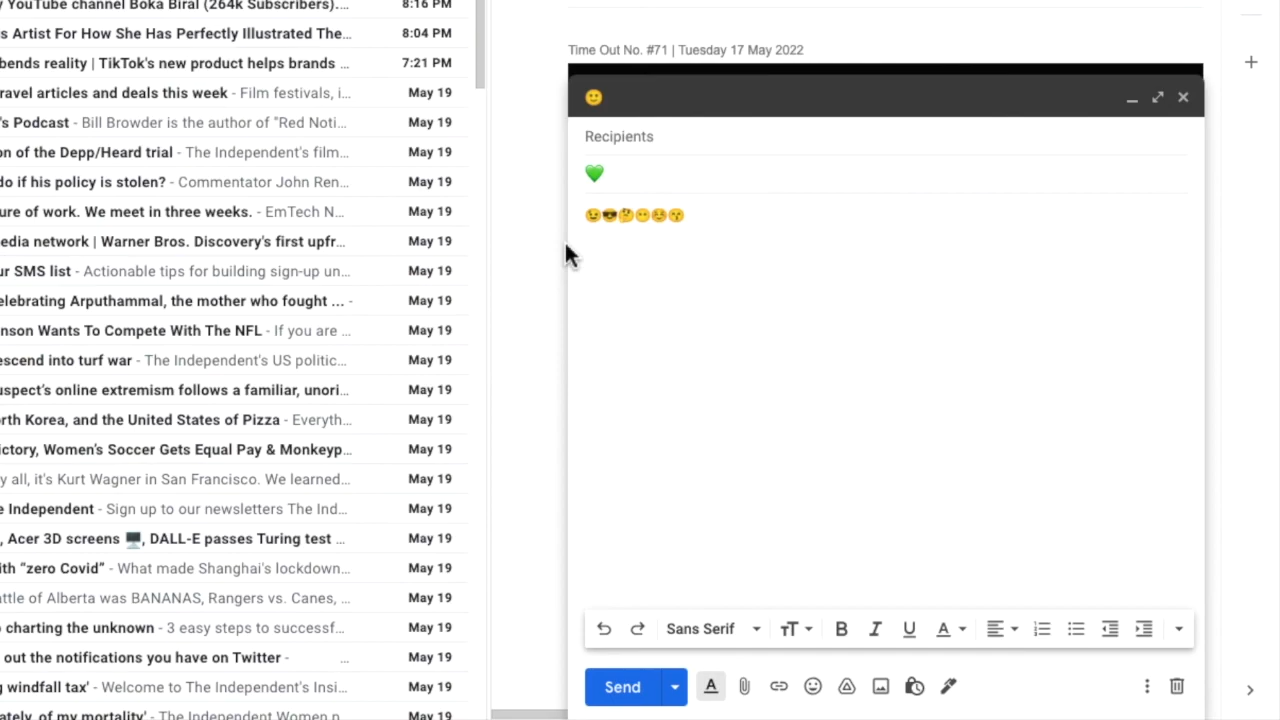 y YouTube channel Boka Biral (264k Subscribers).… 8:16 PM
s Artist For How She Has Perfectly Illustrated The… 8:04 PM
bends reality | TikTok's new product helps brands … 7:21 PM
ravel articles and deals this week - Film festivals, i… May 19
's Podcast - Bill Browder is the author of "Red Noti… May 19
on of the Depp/Heard trial - The Independent's film… May 19
do if his policy is stolen? - Commentator John Ren… May 19
ure of work. We meet in three weeks. - EmTech N… May 19
edia network | Warner Bros. Discovery's first upfr… May 19
ur SMS list - Actionable tips for building sign-up un… May 19
elebrating Arputhammal, the mother who fought ... - May 19
nson Wants To Compete With The NFL - If you are … May 19
escend into turf war - The Independent's US politic… May 19
uspect's online extremism follows a familiar, unori… May 19
orth Korea, and the United States of Pizza - Everyth… May 19
ictory, Women's Soccer Gets Equal Pay & Monkeyp… May 19
y all, it's Kurt Wagner in San Francisco. We learned… May 19
e Independent - Sign up to our newsletters The Ind… May 19
, Acer 3D screens 🖥️, DALL-E passes Turing test … May 19
ith “zero Covid” - What made Shanghai's lockdown… May 19
attle of Alberta was BANANAS, Rangers vs. Canes, … May 19
o charting the unknown - 3 easy steps to successf… May 19
out the notifications you have on Twitter - … May 19
g windfall tax' - Welcome to The Independent's Insi… May 19
ately, of my mortality' - The Independent Women n… May 19
Time Out No. #71 | Tuesday 17 May 2022
🙂
Recipients
💚
😉😎🤔😶☺️😗
Sans Serif
Send